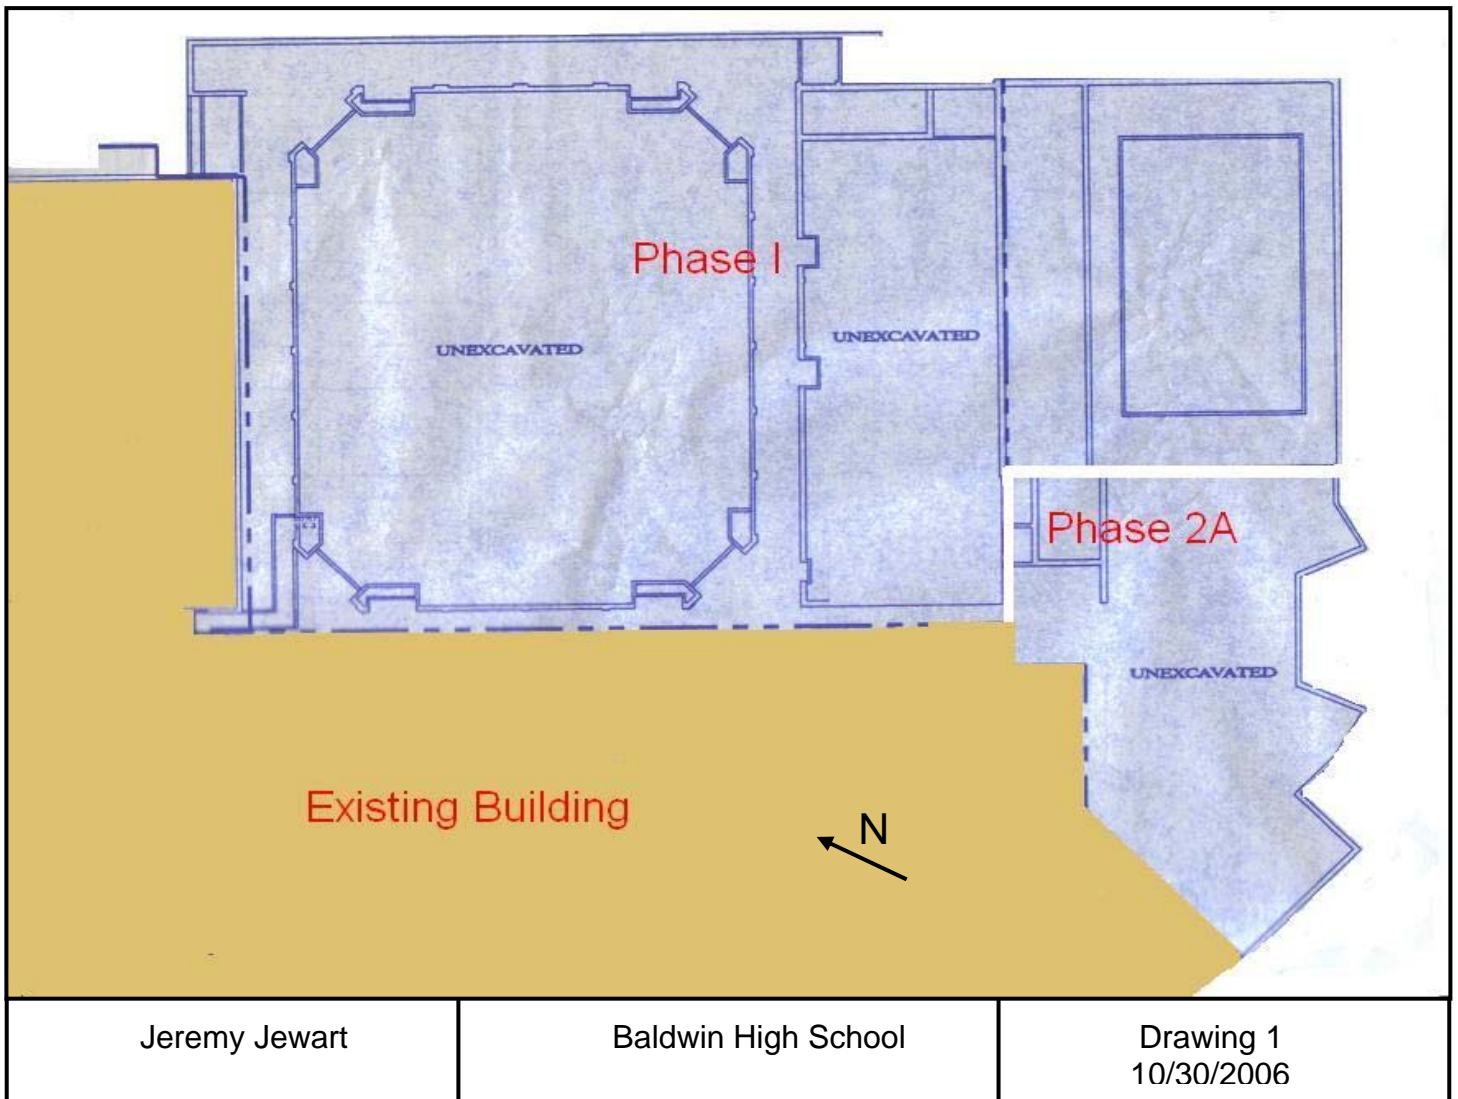 Phase I
UNEXCAVATED
UNEXCAVATED
Phase 2A
UNEXCAVATED
Existing Building
N
Jeremy Jewart
Baldwin High School
Drawing 1
10/30/2006